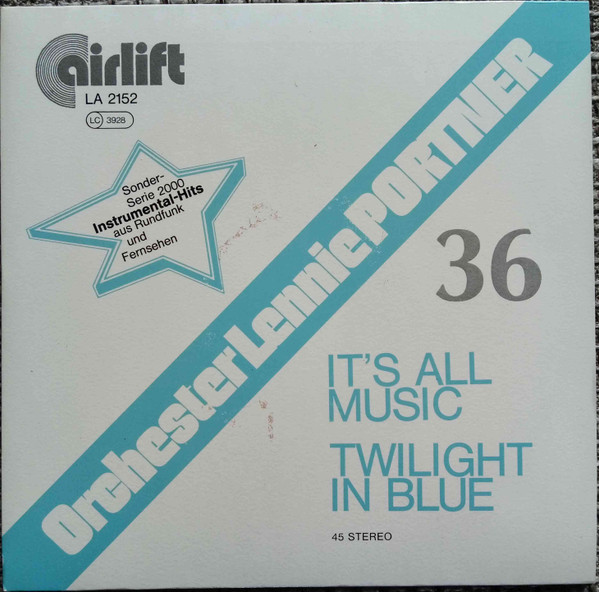 airlift
LA 2152
LC 3928
Sonder-
Serie 2000
Instrumental-Hits
aus Rundfunk
und
Fernsehen
Orchester Lennie PORTNER
36
IT'S ALL
MUSIC
TWILIGHT
IN BLUE
45 STEREO